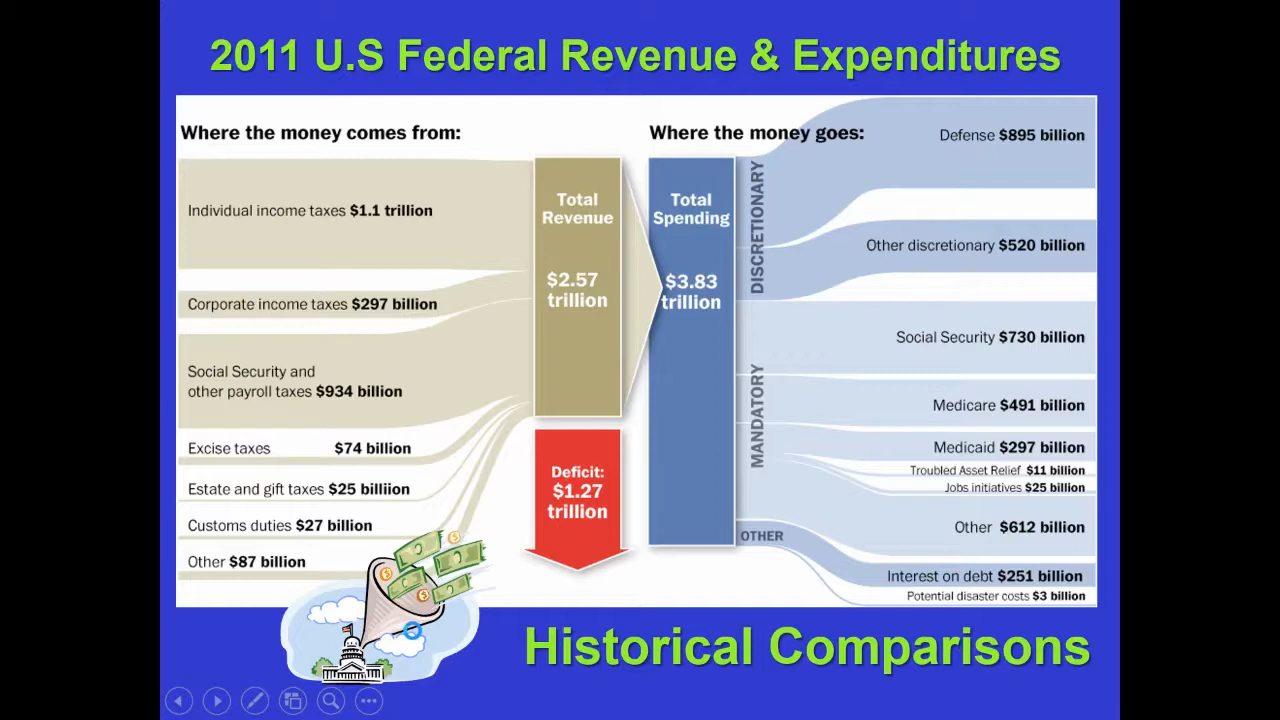 2011 U.S Federal Revenue & Expenditures
Where the money comes from:
Individual income taxes $1.1 trillion
Corporate income taxes $297 billion
Social Security and
other payroll taxes $934 billion
Excise taxes $74 billion
Estate and gift taxes $25 billiion
Customs duties $27 billion
Other $87 billion
Total
Revenue
$2.57
trillion
Deficit:
$1.27
trillion
Where the money goes:
Total
Spending
$3.83
trillion
DISCRETIONARY
Defense $895 billion
Other discretionary $520 billion
MANDATORY
Social Security $730 billion
Medicare $491 billion
Medicaid $297 billion
Troubled Asset Relief $11 billion
Jobs initiatives $25 billion
Other $612 billion
OTHER
Interest on debt $251 billion
Potential disaster costs $3 billion
Historical Comparisons